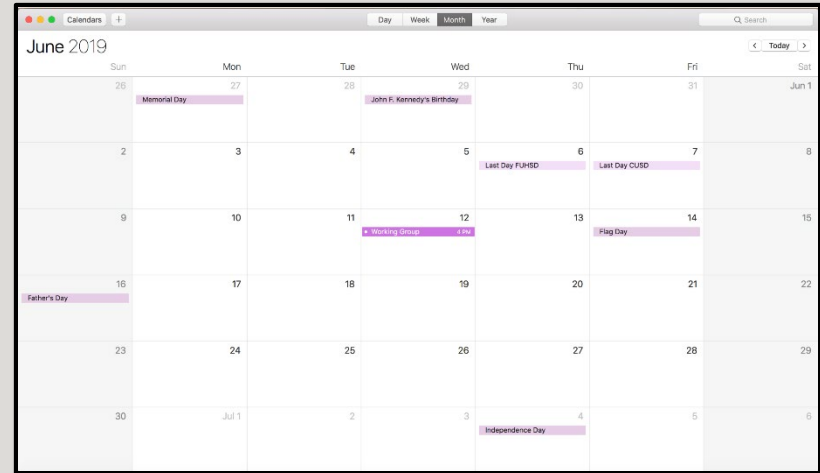 Calendars +
Day Week Month Year
Search
June 2019
< Today >
Sun Mon Tue Wed Thu Fri Sat
26 27 28 29 30 31 Jun 1
Memorial Day John F. Kennedy's Birthday
2 3 4 5 6 7 8
Last Day FUHSD Last Day CUSD
9 10 11 12 13 14 15
• Working Group 4 PM Flag Day
16 17 18 19 20 21 22
Father's Day
23 24 25 26 27 28 29
30 Jul 1 2 3 4 5 6
Independence Day